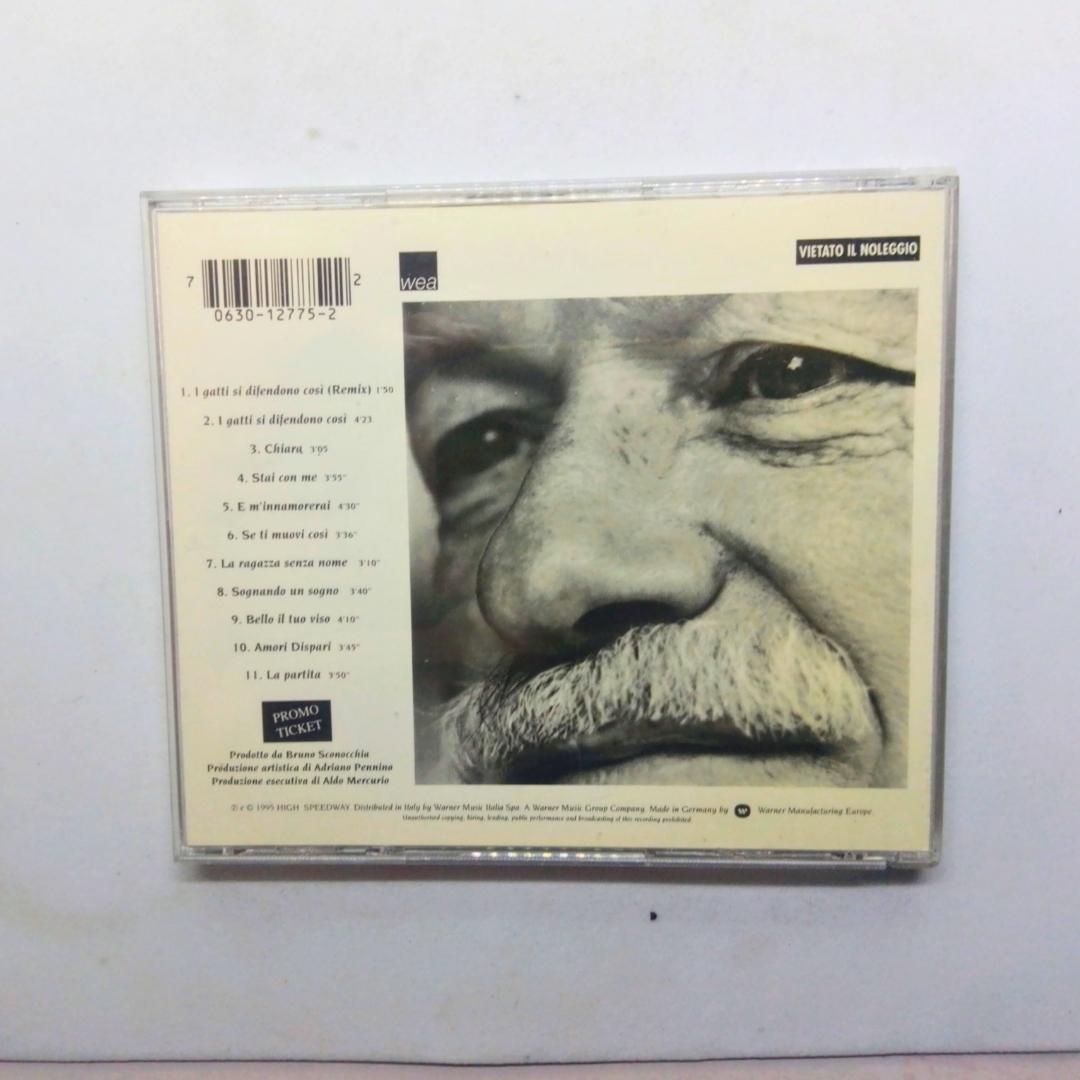 VIETATO IL NOLEGGIO
wea
7 2
0630-12775-2
1. I gatti si difendono così (Remix) 1'50
2. I gatti si difendono così 4'23
3. Chiara 3'05
4. Stai con me 3'55"
5. E m'innamorerai 4'30"
6. Se ti muovi così 3'36"
7. La ragazza senza nome 3'10"
8. Sognando un sogno 3'40"
9. Bello il tuo viso 4'10"
10. Amori Dispari 3'45"
11. La partita 3'50"
PROMO
TICKET
Prodotto da Bruno Sconocchia
Produzione artistica di Adriano Pennino
Produzione esecutiva di Aldo Mercurio
℗ e © 1995 HIGH SPEEDWAY. Distributed in Italy by Warner Music Italia Spa. A Warner Music Group Company. Made in Germany by Warner Manufacturing Europe.
Unauthorised copying, hiring, lending, public performance and broadcasting of this recording prohibited.